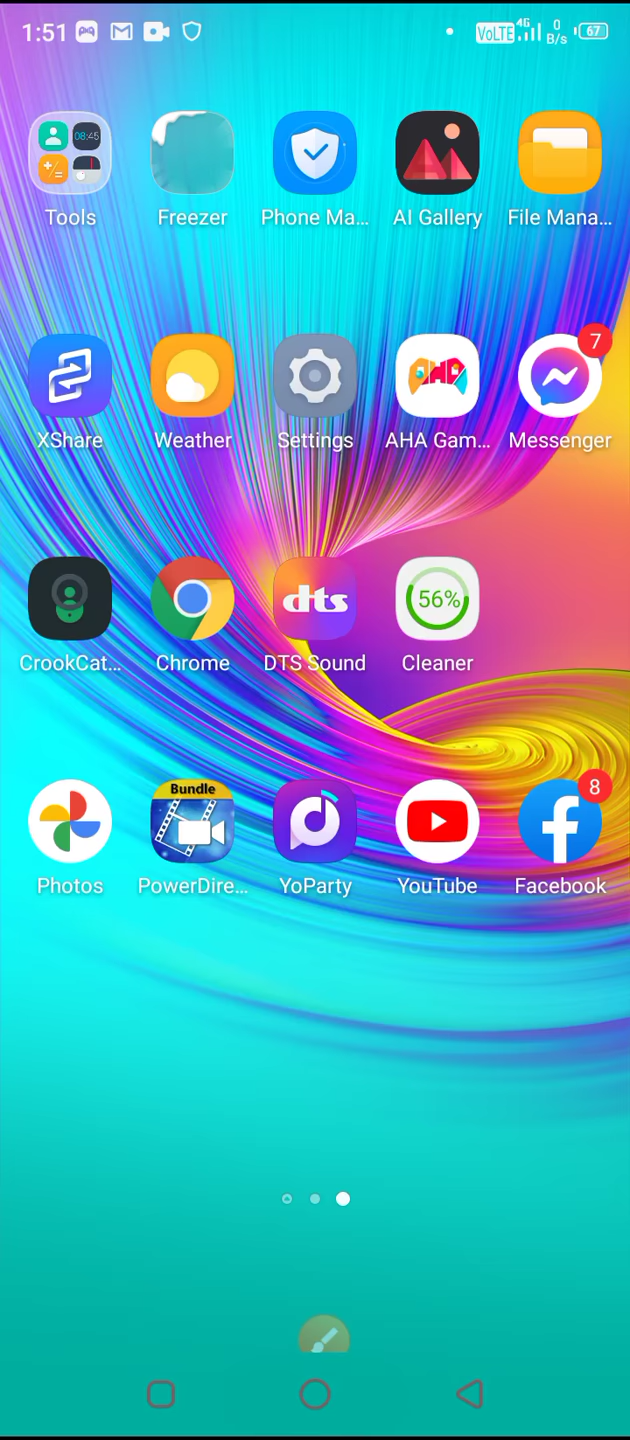 1:51 VoLTE 4G 0 B/s 67
08:45
Tools Freezer Phone Ma... AI Gallery File Mana...
7
XShare Weather Settings AHA Gam... Messenger
dts 56%
CrookCat... Chrome DTS Sound Cleaner
Bundle 8
Photos PowerDire... YoParty YouTube Facebook